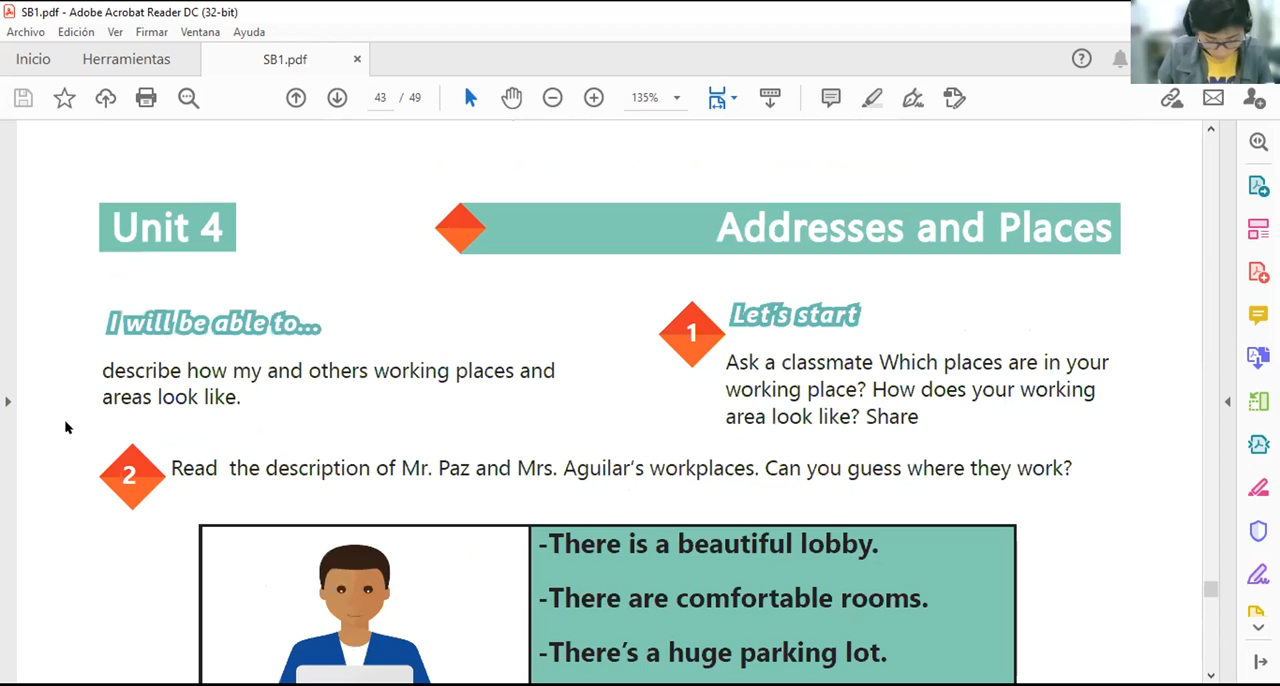 SB1.pdf - Adobe Acrobat Reader DC (32-bit)
Archivo Edición Ver Firmar Ventana Ayuda
Inicio Herramientas SB1.pdf ×
43 / 49 135%
Unit 4
Addresses and Places
I will be able to...
describe how my and others working places and
areas look like.
1
Let's start
Ask a classmate Which places are in your
working place? How does your working
area look like? Share
2
Read the description of Mr. Paz and Mrs. Aguilar's workplaces. Can you guess where they work?
-There is a beautiful lobby.
-There are comfortable rooms.
-There's a huge parking lot.